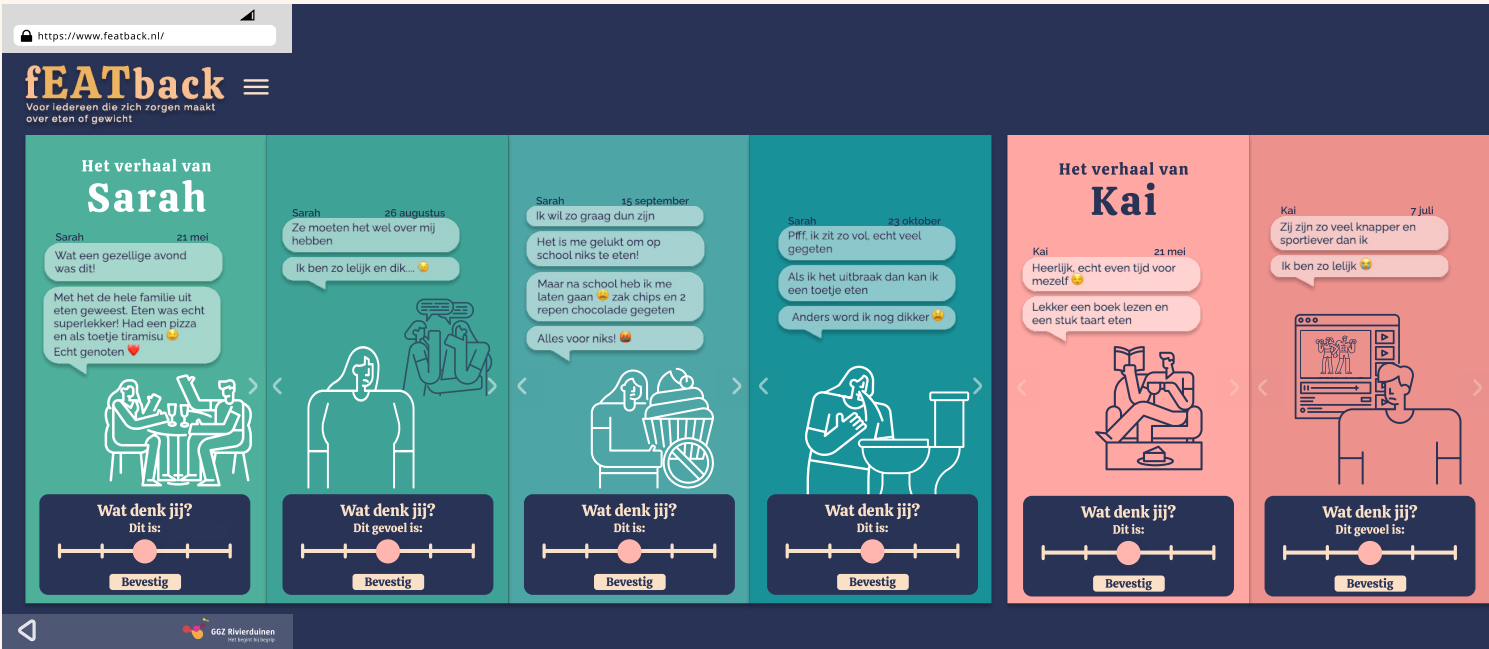 https://www.featback.nl/
fEATback
Voor iedereen die zich zorgen maakt
over eten of gewicht
Het verhaal van
Sarah
Sarah 21 mei
Wat een gezellige avond
was dit!
Met het de hele familie uit
eten geweest. Eten was echt
superlekker! Had een pizza
en als toetje tiramisu 😋
Echt genoten ❤️
Wat denk jij?
Dit is:
Bevestig
Sarah 26 augustus
Ze moeten het wel over mij
hebben
Ik ben zo lelijk en dik.... 😞
Wat denk jij?
Dit gevoel is:
Bevestig
Sarah 15 september
Ik wil zo graag dun zijn
Het is me gelukt om op
school niks te eten!
Maar na school heb ik me
laten gaan 😩 zak chips en 2
repen chocolade gegeten
Alles voor niks! 🤬
Wat denk jij?
Dit is:
Bevestig
Sarah 23 oktober
Pfff, ik zit zo vol, echt veel
gegeten
Als ik het uitbraak dan kan ik
een toetje eten
Anders word ik nog dikker 😩
Wat denk jij?
Dit is:
Bevestig
Het verhaal van
Kai
Kai 21 mei
Heerlijk, echt even tijd voor
mezelf ☺️
Lekker een boek lezen en
een stuk taart eten
Wat denk jij?
Dit is:
Bevestig
Kai 7 juli
Zij zijn zo veel knapper en
sportiever dan ik
Ik ben zo lelijk 😭
Wat denk jij?
Dit gevoel is:
Bevestig
GGZ Rivierduinen
Het begint bij begrip